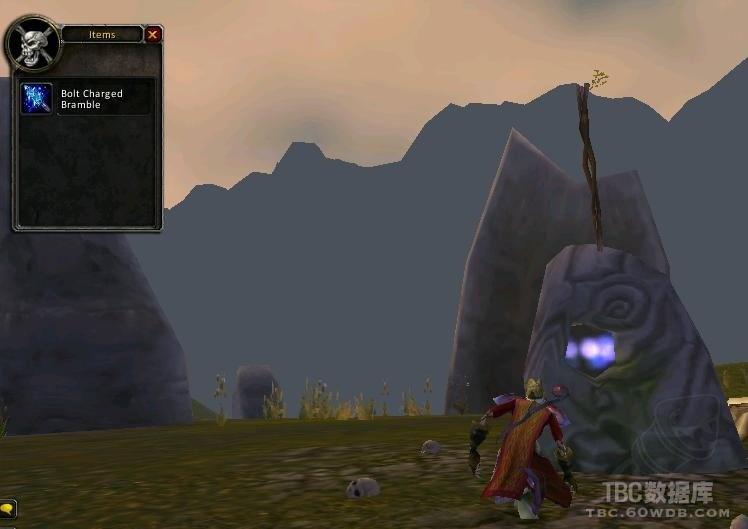 Items
Bolt Charged
Bramble
TBC数据库
TBC.60WDB.COM